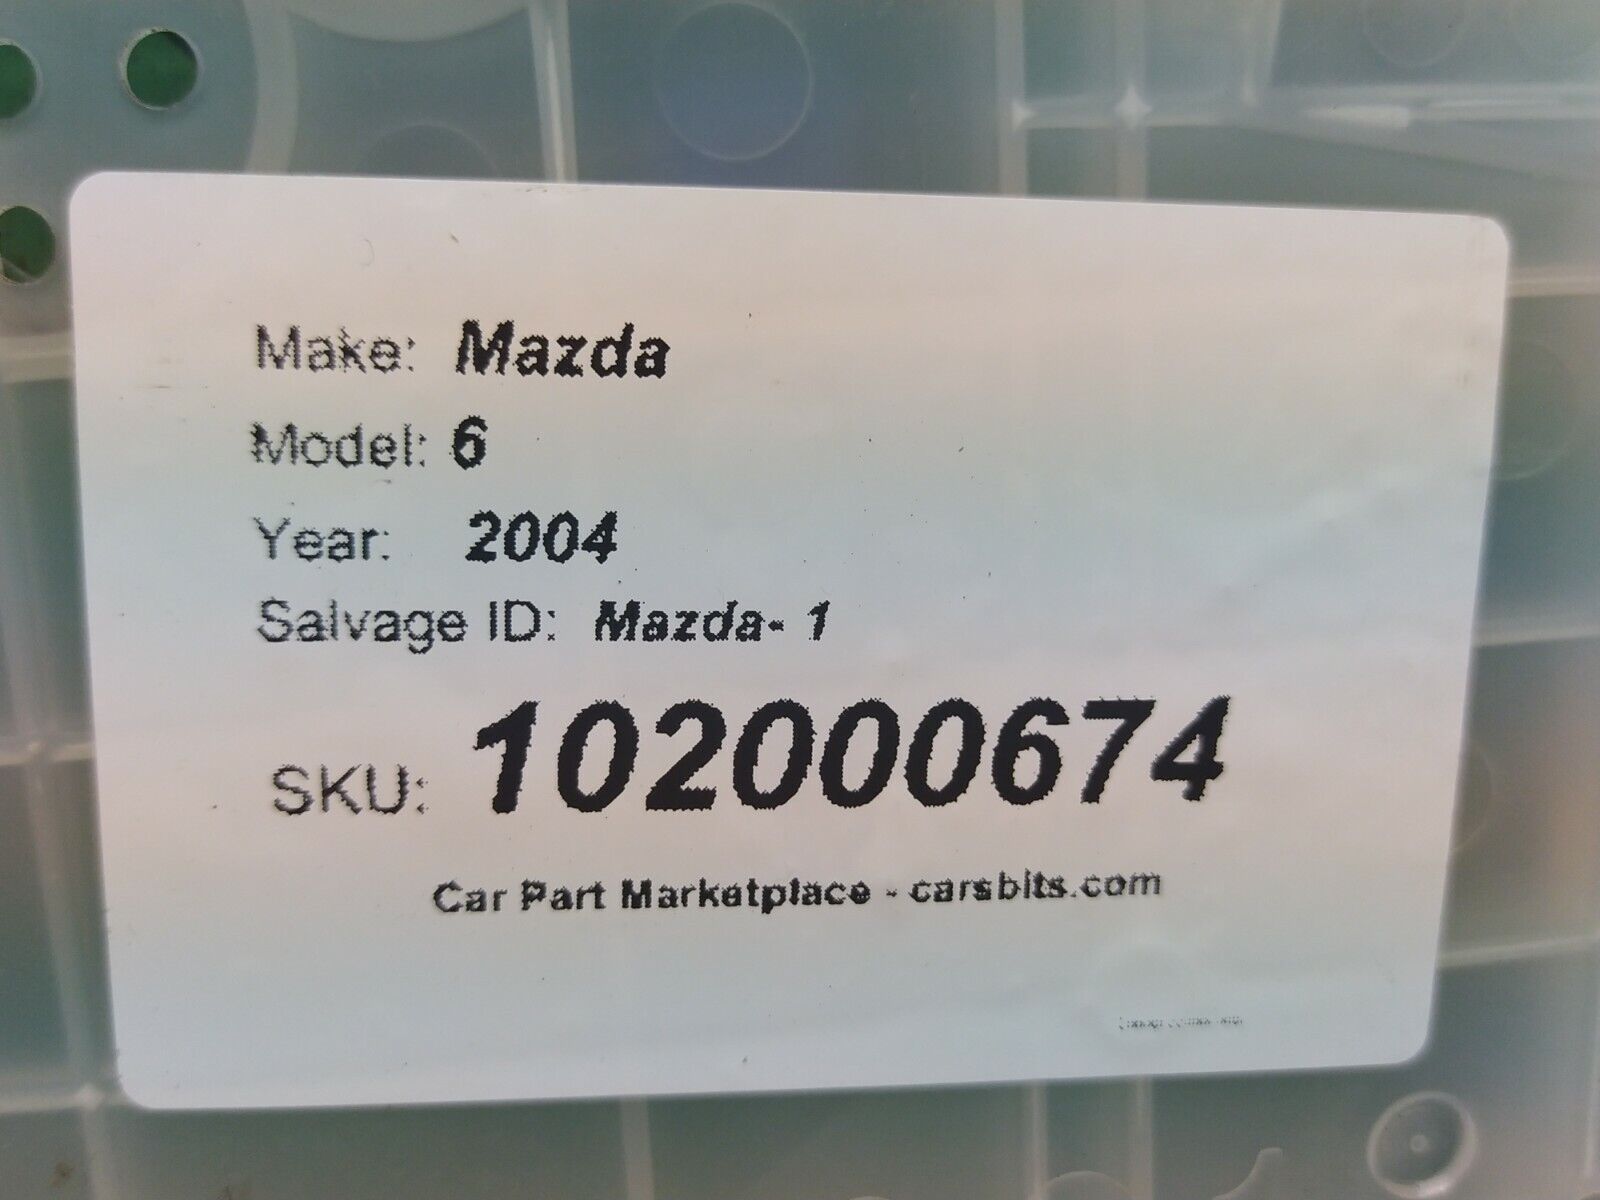 Make: Mazda
Model: 6
Year: 2004
Salvage ID: Mazda- 1
SKU: 102000674
Car Part Marketplace - carsbits.com